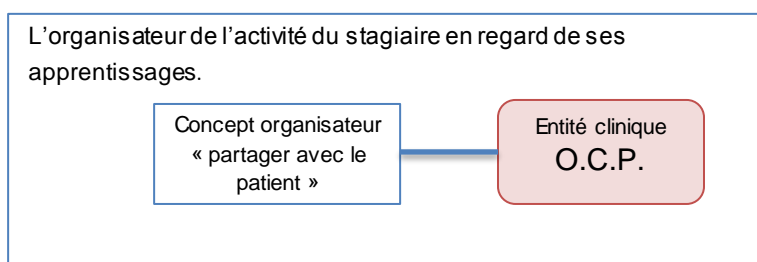 L'organisateur de l'activité du stagiaire en regard de ses
apprentissages.
Concept organisateur
« partager avec le
patient »
Entité clinique
O.C.P.